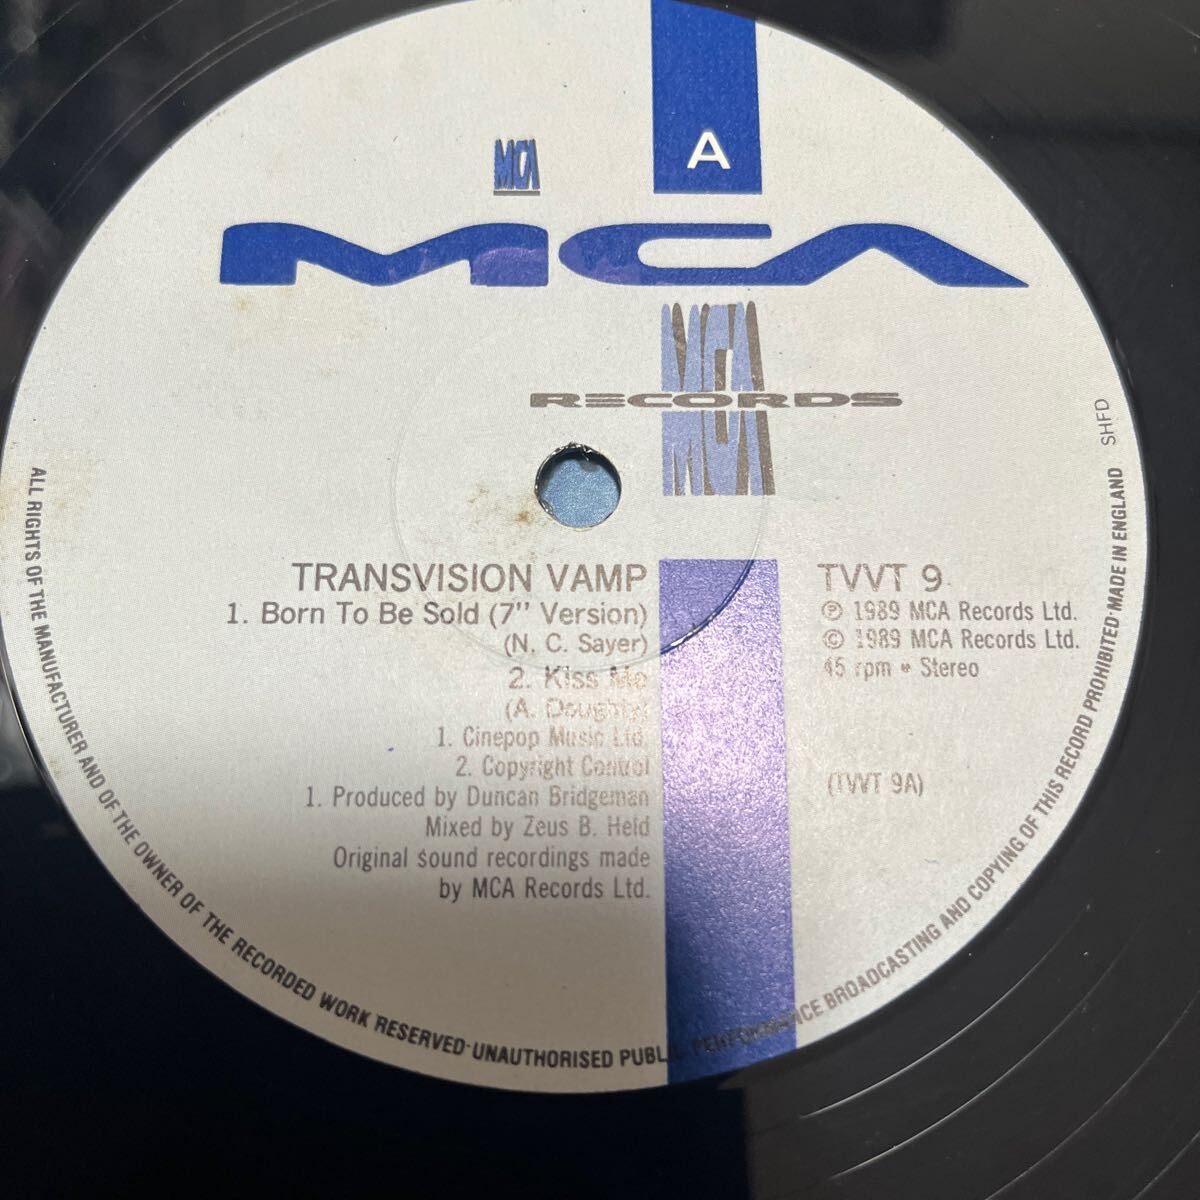 A
MCA
MCA
MCA
RECORDS
MCA
SHFD
TRANSVISION VAMP
1. Born To Be Sold (7" Version)
(N. C. Sayer)
2. Kiss Me
(A. Doughty)
1. Cinepop Music Ltd.
2. Copyright Control
1. Produced by Duncan Bridgeman
Mixed by Zeus B. Held
Original sound recordings made
by MCA Records Ltd.
TVVT 9
℗ 1989 MCA Records Ltd.
© 1989 MCA Records Ltd.
45 rpm • Stereo
(TVVT 9A)
ALL RIGHTS OF THE MANUFACTURER AND OF THE OWNER OF THE RECORDED WORK RESERVED·UNAUTHORISED PUBLIC PERFORMANCE BROADCASTING AND COPYING OF THIS RECORD PROHIBITED·MADE IN ENGLAND